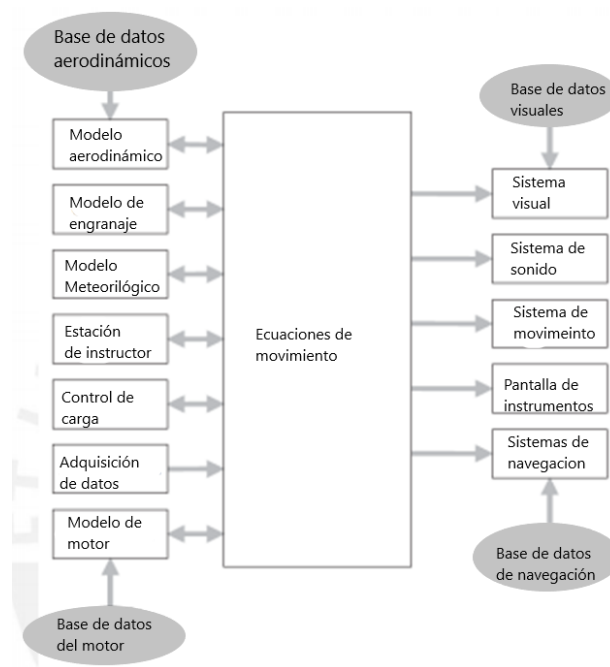 Base de datos
aerodinámicos
Modelo
aerodinámico
Modelo de
engranaje
Modelo
Meteorilógico
Estación
de instructor
Control de
carga
Adquisición
de datos
Modelo de
motor
Base de datos
del motor
Ecuaciones de
movimiento
Base de datos
visuales
Sistema
visual
Sistema de
sonido
Sistema de
movimeinto
Pantalla de
instrumentos
Sistemas de
navegacion
Base de datos
de navegación